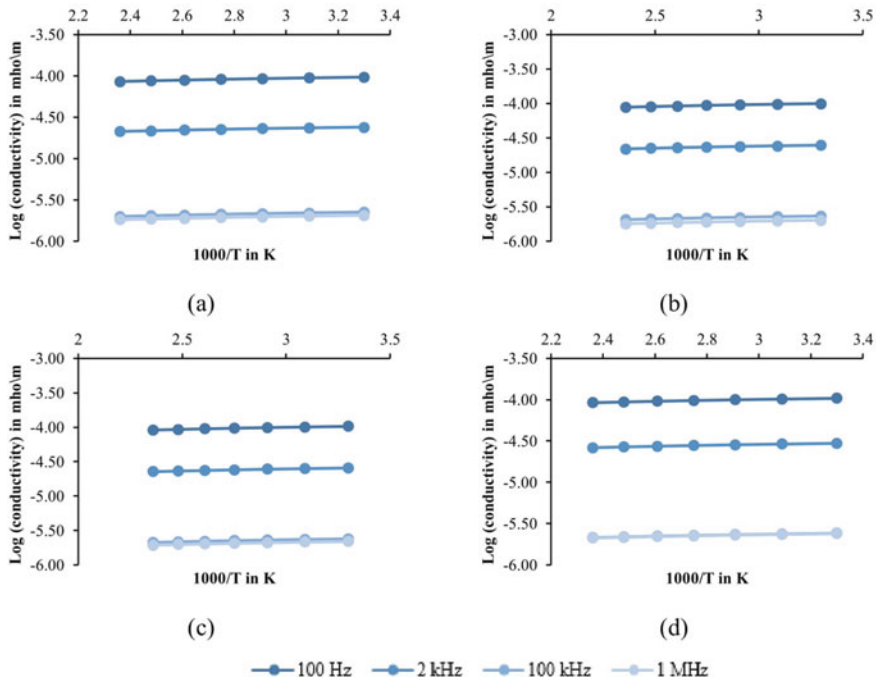 2.2 2.4 2.6 2.8 3 3.2 3.4
-3.50
-4.00
-4.50
-5.00
-5.50
-6.00
Log (conductivity) in mho\m
1000/T in K
(a)
2 2.5 3 3.5
-3.00
-3.50
-4.00
-4.50
-5.00
-5.50
-6.00
Log (conductivity) in mho\m
1000/T in K
(b)
2 2.5 3 3.5
-3.00
-3.50
-4.00
-4.50
-5.00
-5.50
-6.00
Log (conductivity) in mho\m
1000/T in K
(c)
2.2 2.4 2.6 2.8 3 3.2 3.4
-3.50
-4.00
-4.50
-5.00
-5.50
-6.00
Log (conductivity) in mho\m
1000/T in K
(d)
100 Hz 2 kHz 100 kHz 1 MHz